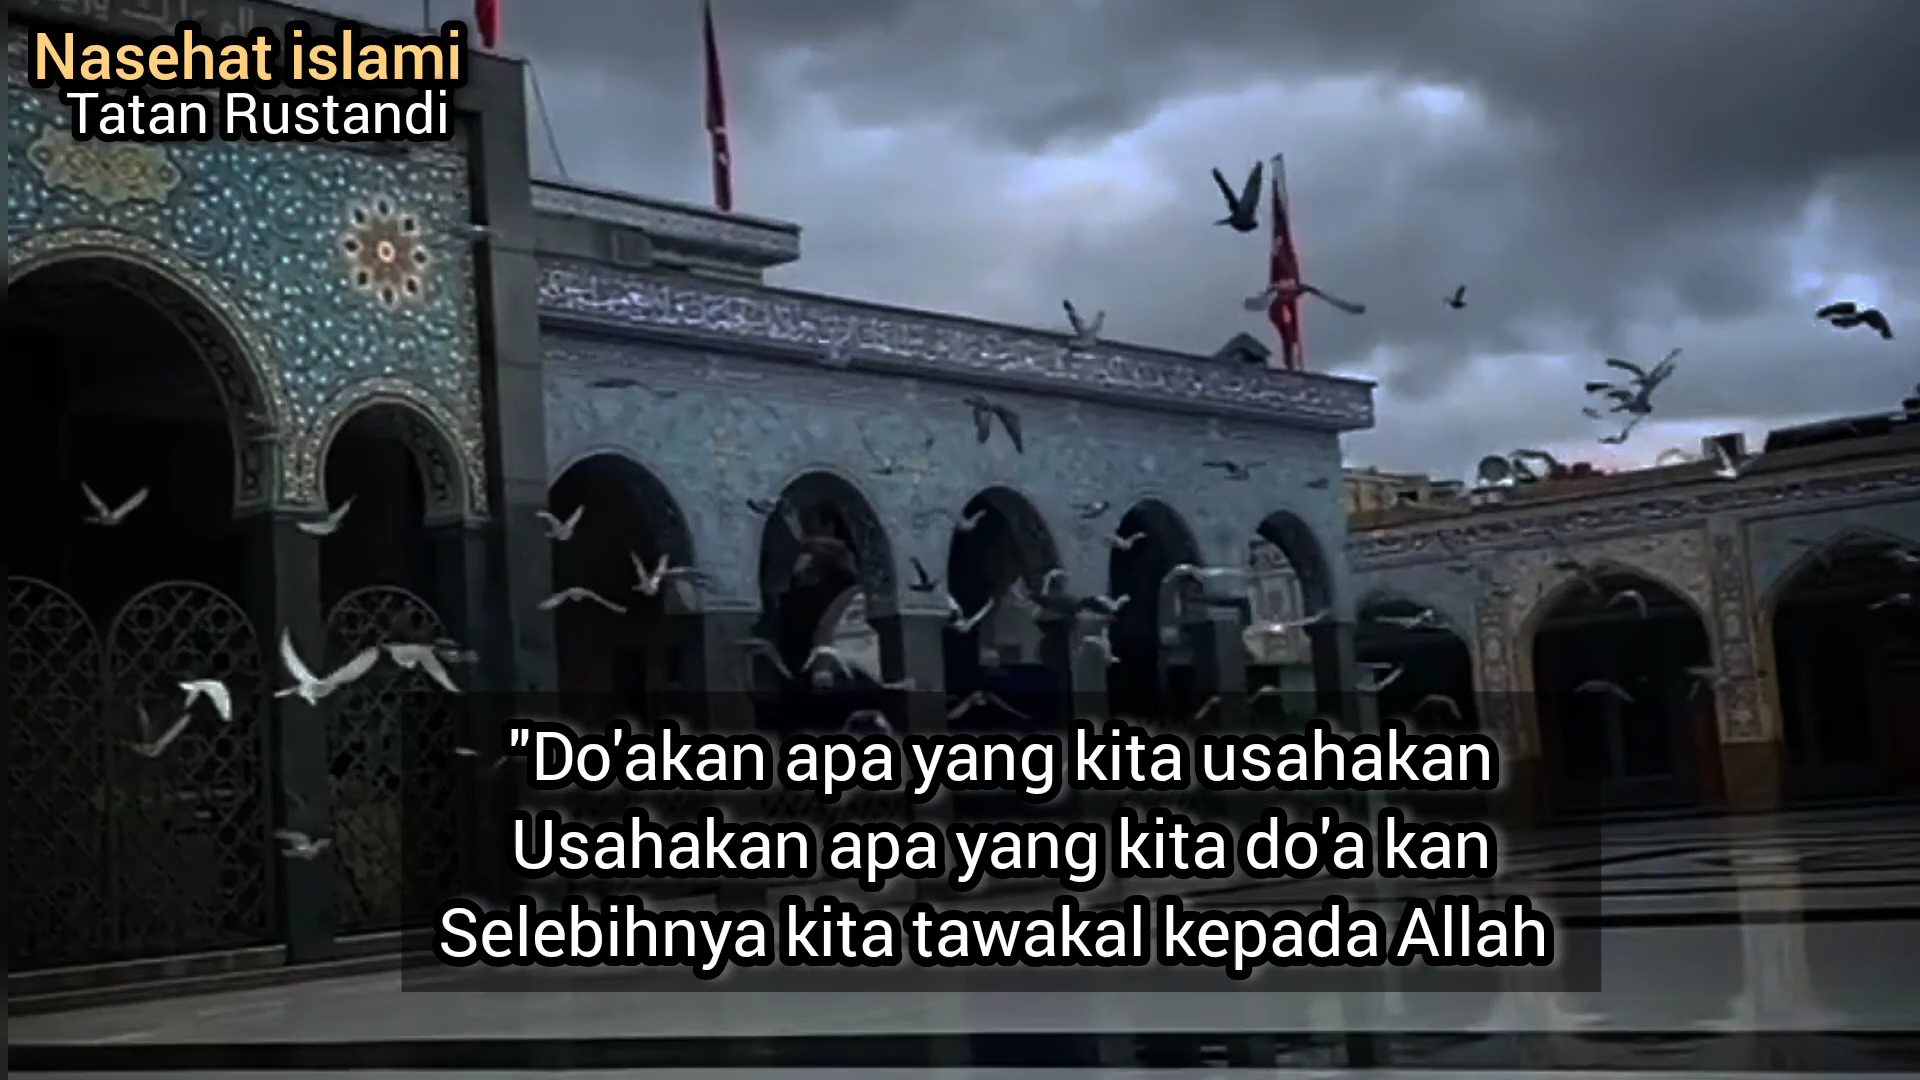 Nasehat islami
Tatan Rustandi
"Do'akan apa yang kita usahakan
Usahakan apa yang kita do'a kan
Selebihnya kita tawakal kepada Allah